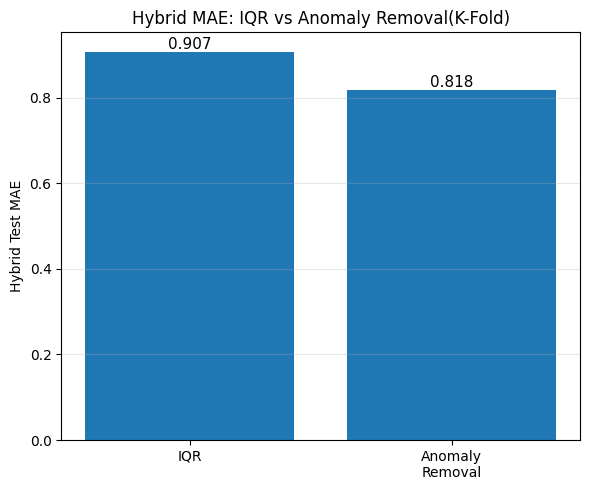 Hybrid MAE: IQR vs Anomaly Removal(K-Fold)
0.907
0.818
Hybrid Test MAE
0.8
0.6
0.4
0.2
0.0
IQR
Anomaly
Removal